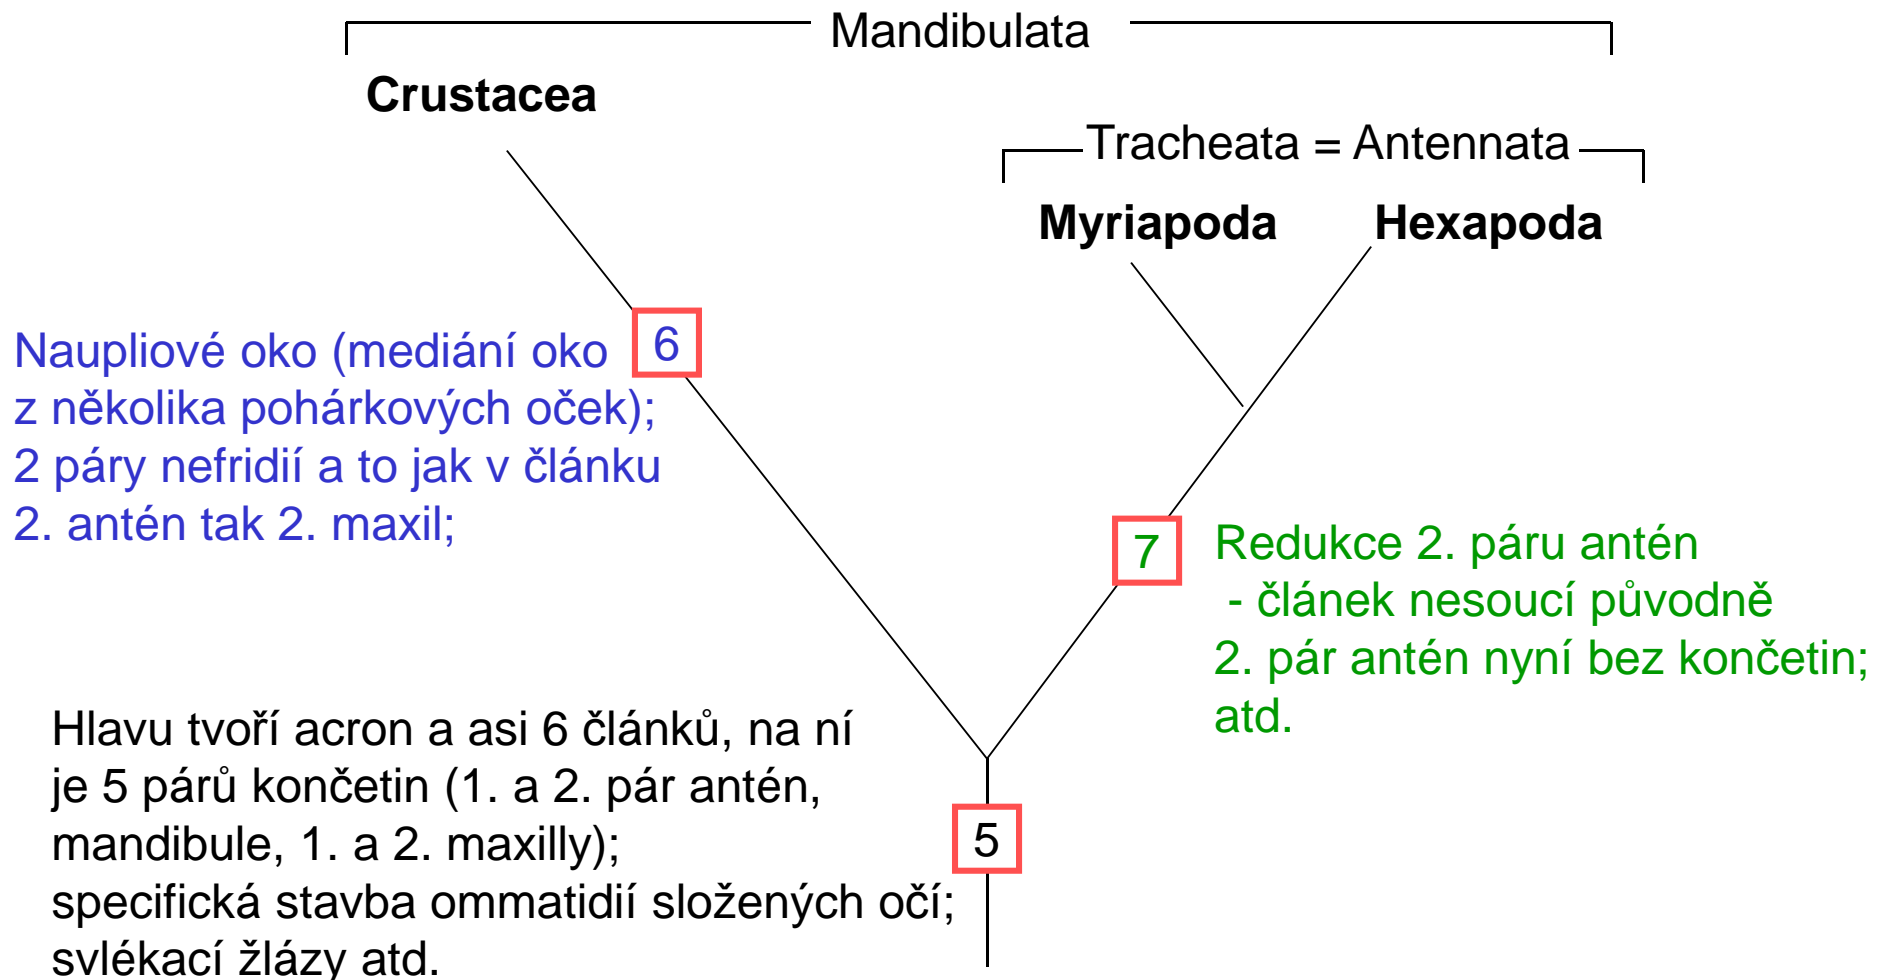 Mandibulata
Crustacea
Tracheata = Antennata
Myriapoda
Hexapoda
6
Naupliové oko (mediání oko
z několika pohárkových oček);
2 páry nefridií a to jak v článku
2. antén tak 2. maxil;
7
Redukce 2. páru antén
- článek nesoucí původně
2. pár antén nyní bez končetin;
atd.
Hlavu tvoří acron a asi 6 článků, na ní
je 5 párů končetin (1. a 2. pár antén,
mandibule, 1. a 2. maxilly);
specifická stavba ommatidií složených očí;
svlékací žlázy atd.
5